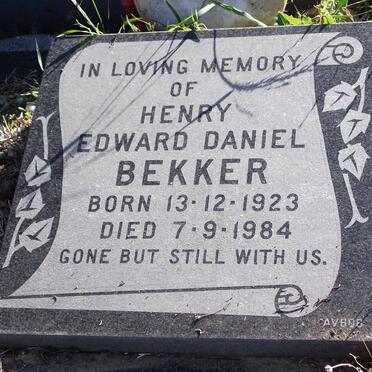 IN LOVING MEMORY
OF
HENRY
EDWARD DANIEL
BEKKER
BORN 13·12·1923
DIED 7·9·1984
GONE BUT STILL WITH US.